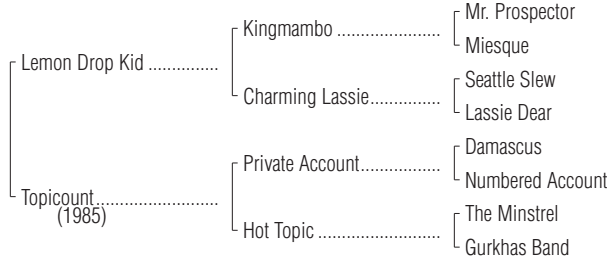 Mr. Prospector
Kingmambo ....................
Miesque
Lemon Drop Kid ..............
Seattle Slew
Charming Lassie..............
Lassie Dear
Damascus
Private Account................
Numbered Account
Topicount........................
(1985)
The Minstrel
Hot Topic ........................
Gurkhas Band